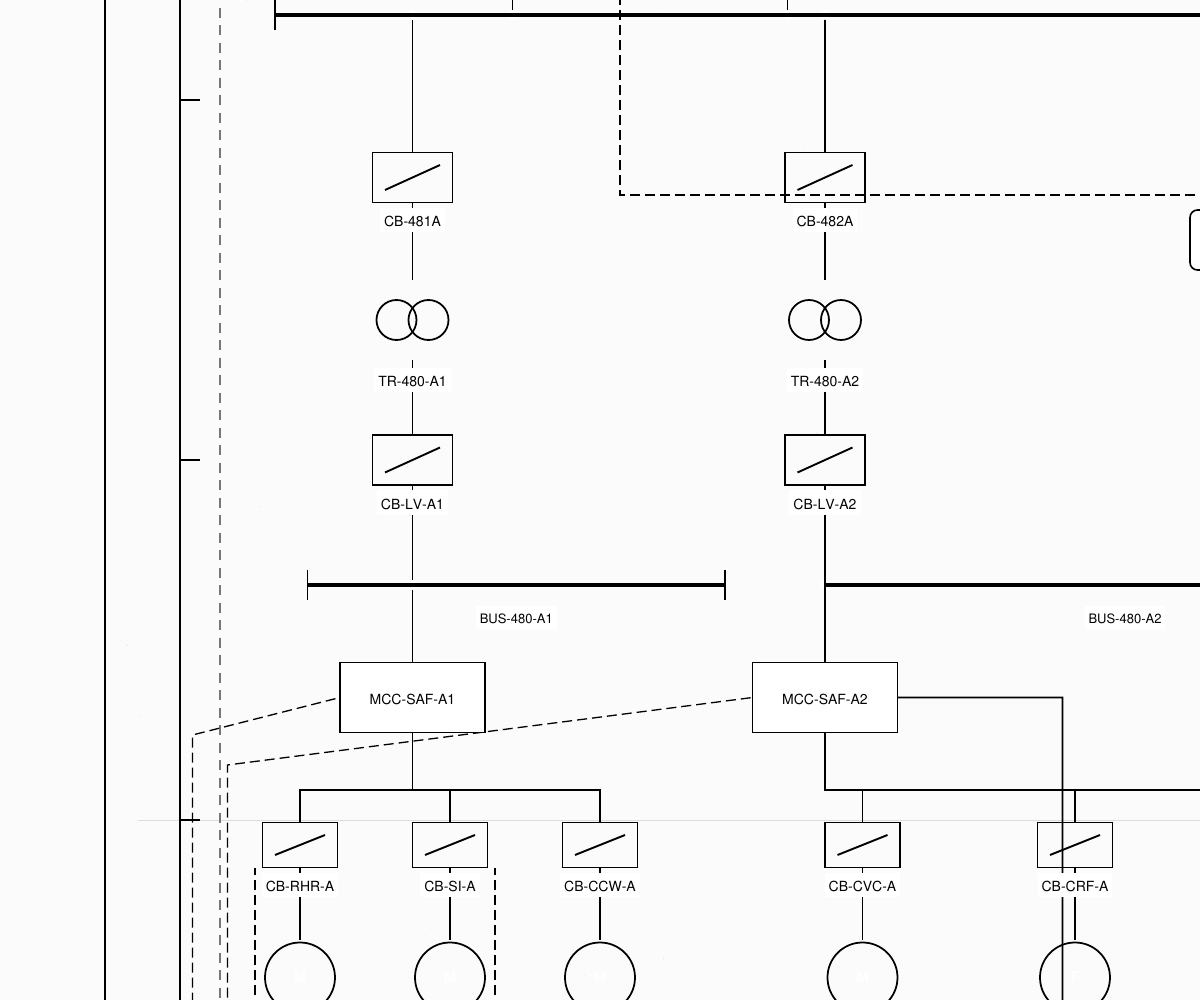 CB-481A
CB-482A
TR-480-A1
TR-480-A2
CB-LV-A1
CB-LV-A2
BUS-480-A1
BUS-480-A2
MCC-SAF-A1
MCC-SAF-A2
CB-RHR-A
CB-SI-A
CB-CCW-A
CB-CVC-A
CB-CRF-A